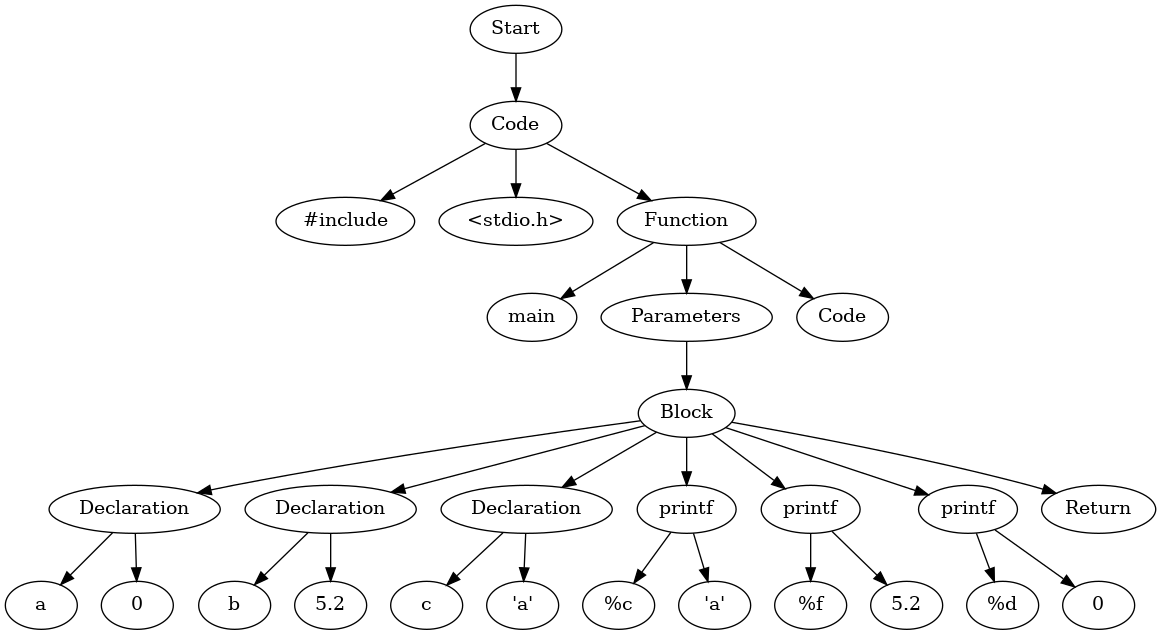 Start
Code
#include
<stdio.h>
Function
main
Parameters
Code
Block
Declaration
Declaration
Declaration
printf
printf
printf
Return
a
0
b
5.2
c
'a'
%c
'a'
%f
5.2
%d
0